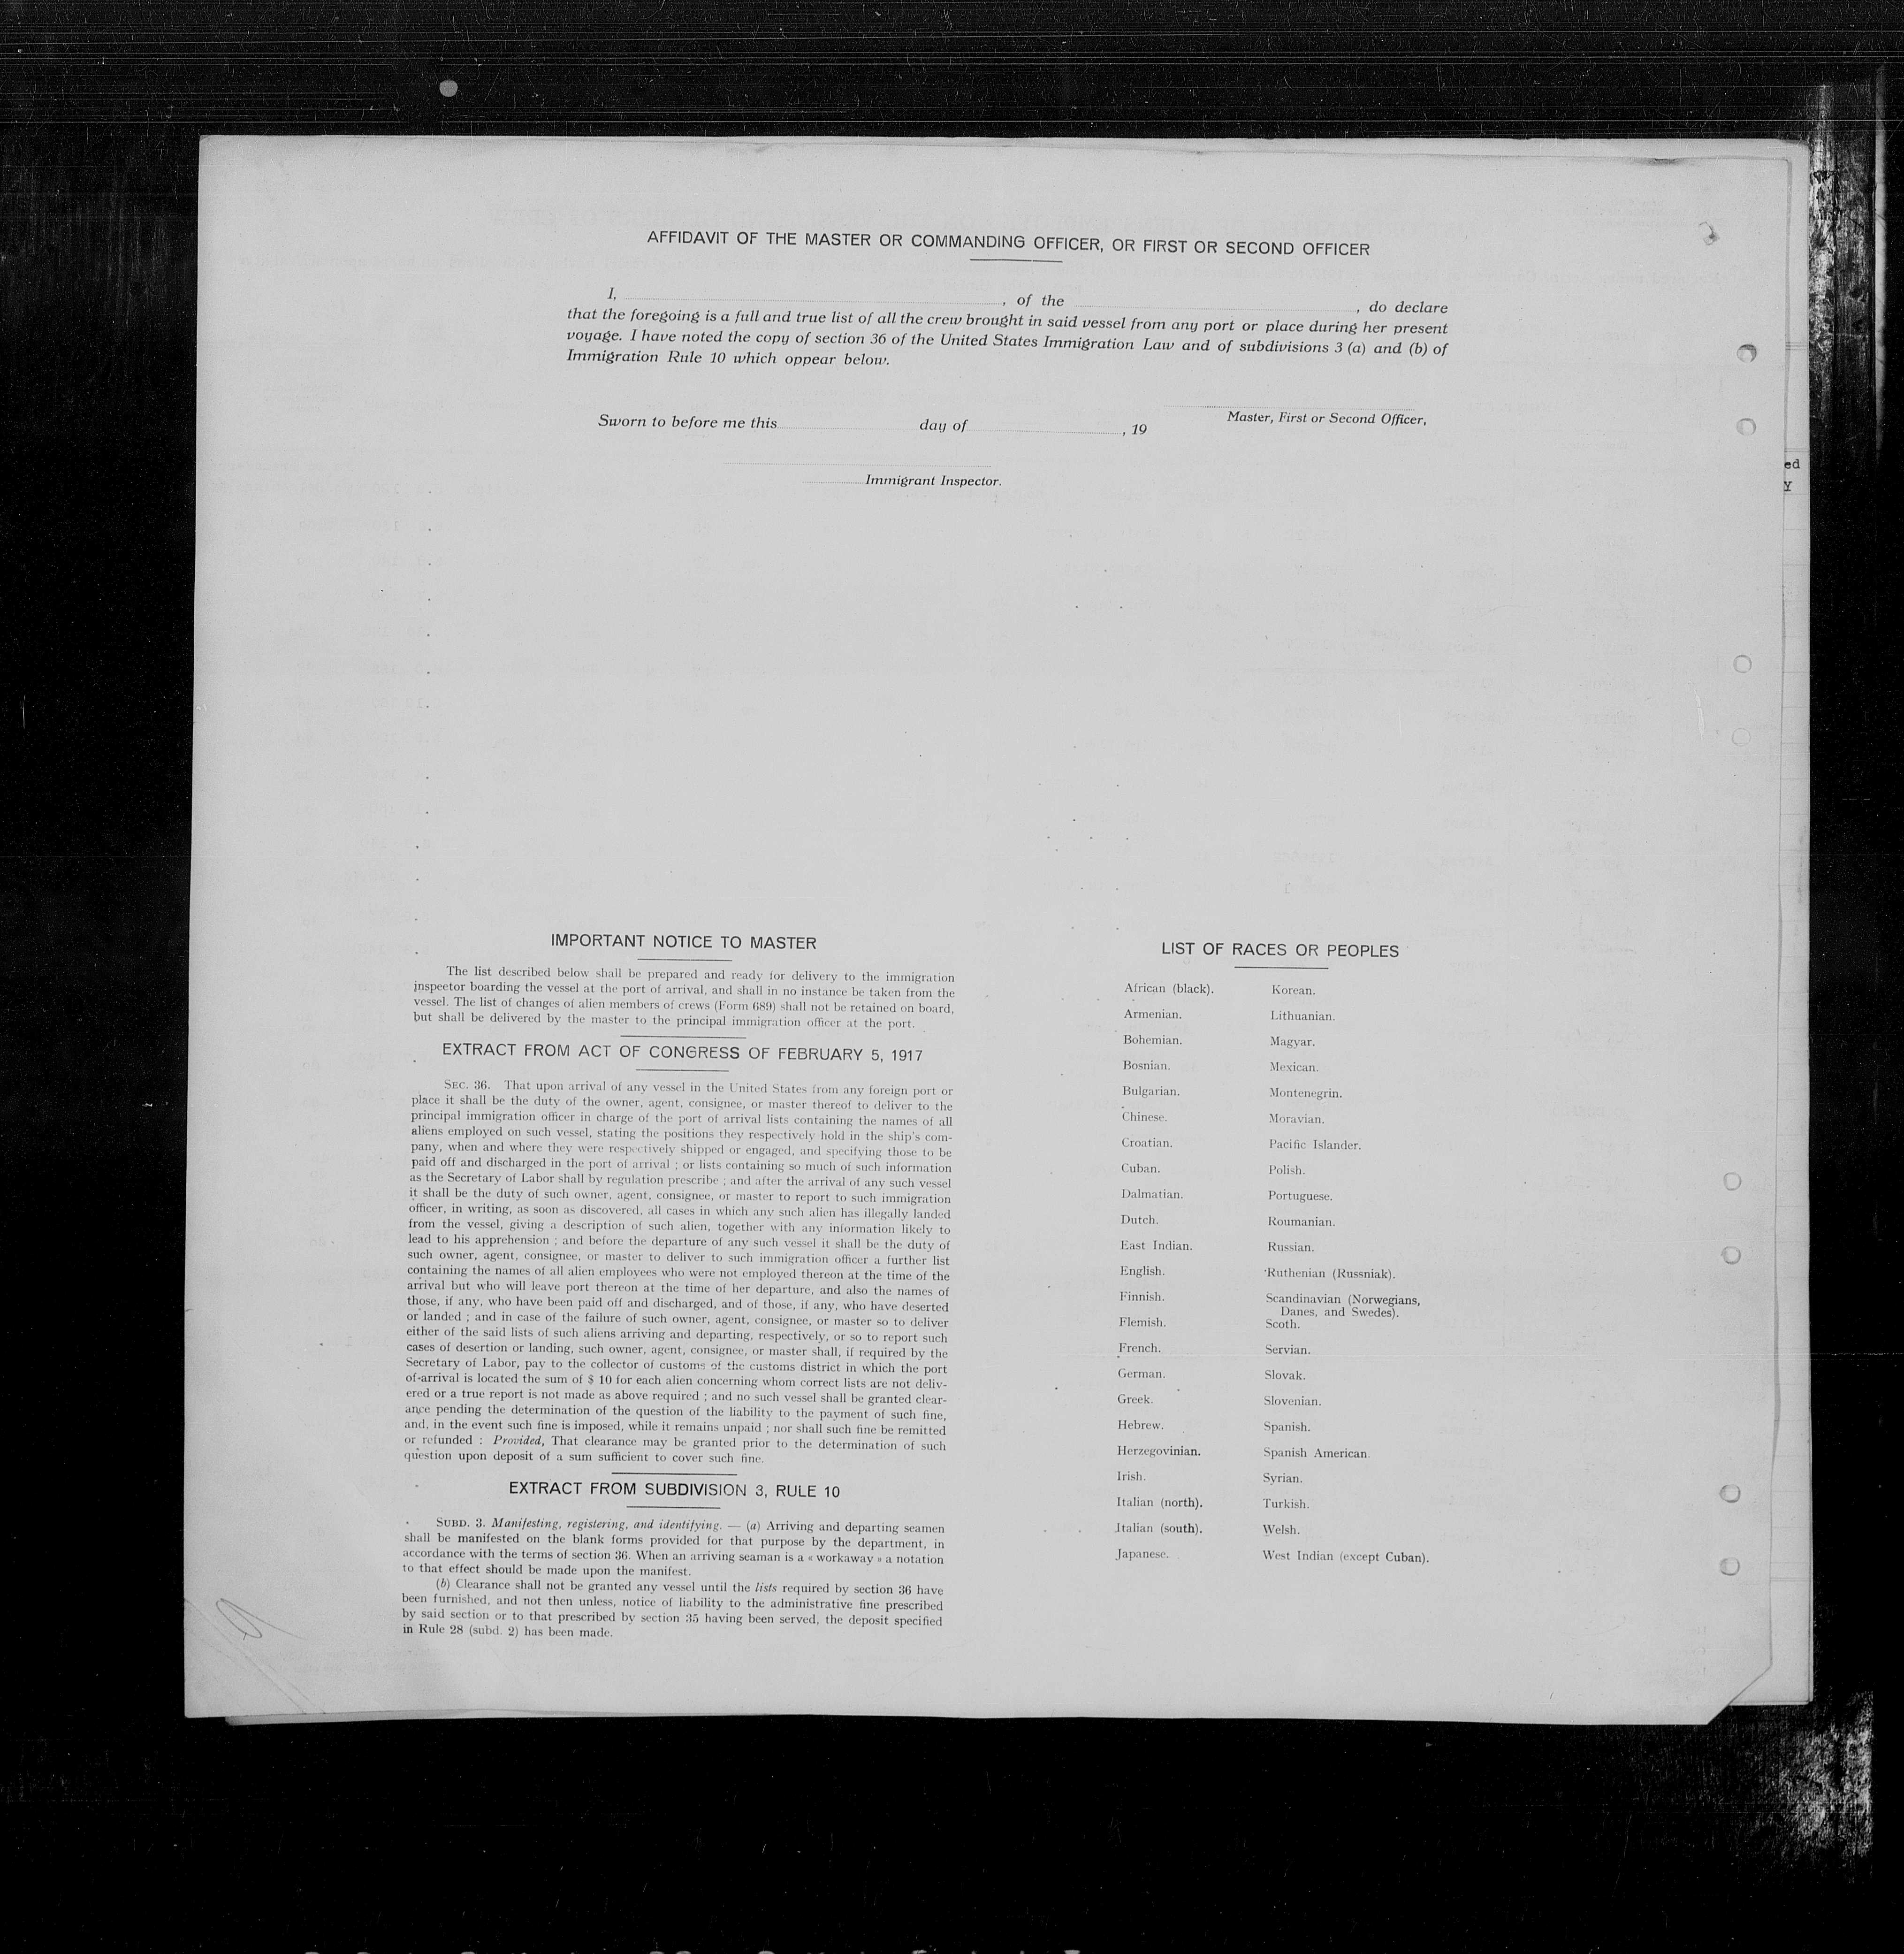 AFFIDAVIT OF THE MASTER OR COMMANDING OFFICER, OR FIRST OR SECOND OFFICER
I, , of the , do declare
that the foregoing is a full and true list of all the crew brought in said vessel from any port or place during her present
voyage. I have noted the copy of section 36 of the United States Immigration Law and of subdivisions 3 (a) and (b) of
Immigration Rule 10 which oppear below.
Master, First or Second Officer,
Sworn to before me this day of , 19
Immigrant Inspector.
ed
Y
IMPORTANT NOTICE TO MASTER
The list described below shall be prepared and ready for delivery to the immigration
inspeetor boarding the vessel at the port of arrival, and shall in no instance be taken from the
vessel. The list of changes of alien members of crews (Form 689) shall not be retained on board,
but shall be delivered by the master to the principal immigration officer at the port.
EXTRACT FROM ACT OF CONGRESS OF FEBRUARY 5, 1917
SEC. 36. That upon arrival of any vessel in the United States from any foreign port or
place it shall be the duty of the owner, agent, consignee, or master thereof to deliver to the
principal immigration officer in charge of the port of arrival lists containing the names of all
aliens employed on such vessel, stating the positions they respectively hold in the ship's com-
pany, when and where they were respectively shipped or engaged, and specifying those to be
paid off and discharged in the port of arrival ; or lists containing so much of such information
as the Secretary of Labor shall by regulation prescribe ; and after the arrival of any such vessel
it shall be the duty of such owner, agent, consignee, or master to report to such immigration
officer, in writing, as soon as discovered, all cases in which any such alien has illegally landed
from the vessel, giving a description of such alien, together with any information likely to
lead to his apprehension ; and before the departure of any such vessel it shall be the duty of
such owner, agent, consignee, or master to deliver to such immigration officer a further list
containing the names of all alien employees who were not employed thereon at the time of the
arrival but who will leave port thereon at the time of her departure, and also the names of
those, if any, who have been paid off and discharged, and of those, if any, who have deserted
or landed ; and in case of the failure of such owner, agent, consignee, or master so to deliver
either of the said lists of such aliens arriving and departing, respectively, or so to report such
cases of desertion or landing, such owner, agent, consignee, or master shall, if required by the
Secretary of Labor, pay to the collector of customs of the customs district in which the port
of arrival is located the sum of $ 10 for each alien concerning whom correct lists are not deliv-
ered or a true report is not made as above required ; and no such vessel shall be granted clear-
ance pending the determination of the question of the liability to the payment of such fine,
and, in the event such fine is imposed, while it remains unpaid ; nor shall such fine be remitted
or refunded : Provided, That clearance may be granted prior to the determination of such
question upon deposit of a sum sufficient to cover such fine.
EXTRACT FROM SUBDIVISION 3, RULE 10
SUBD. 3. Manifesting, registering, and identifying. — (a) Arriving and departing seamen
shall be manifested on the blank forms provided for that purpose by the department, in
accordance with the terms of section 36. When an arriving seaman is a « workaway » a notation
to that effect should be made upon the manifest.
(b) Clearance shall not be granted any vessel until the lists required by section 36 have
been furnished, and not then unless, notice of liability to the administrative fine prescribed
by said section or to that prescribed by section 35 having been served, the deposit specified
in Rule 28 (subd. 2) has been made.
LIST OF RACES OR PEOPLES
African (black).
Armenian.
Bohemian.
Bosnian.
Bulgarian.
Chinese.
Croatian.
Cuban.
Dalmatian.
Dutch.
East Indian.
English.
Finnish.
Flemish.
French.
German.
Greek.
Hebrew.
Herzegovinian.
Irish.
Italian (north).
Italian (south).
Japanese.
Korean.
Lithuanian.
Magyar.
Mexican.
Montenegrin.
Moravian.
Pacific Islander.
Polish.
Portuguese.
Roumanian.
Russian.
Ruthenian (Russniak).
Scandinavian (Norwegians,
Danes, and Swedes).
Scoth.
Servian.
Slovak.
Slovenian.
Spanish.
Spanish American.
Syrian.
Turkish.
Welsh.
West Indian (except Cuban).